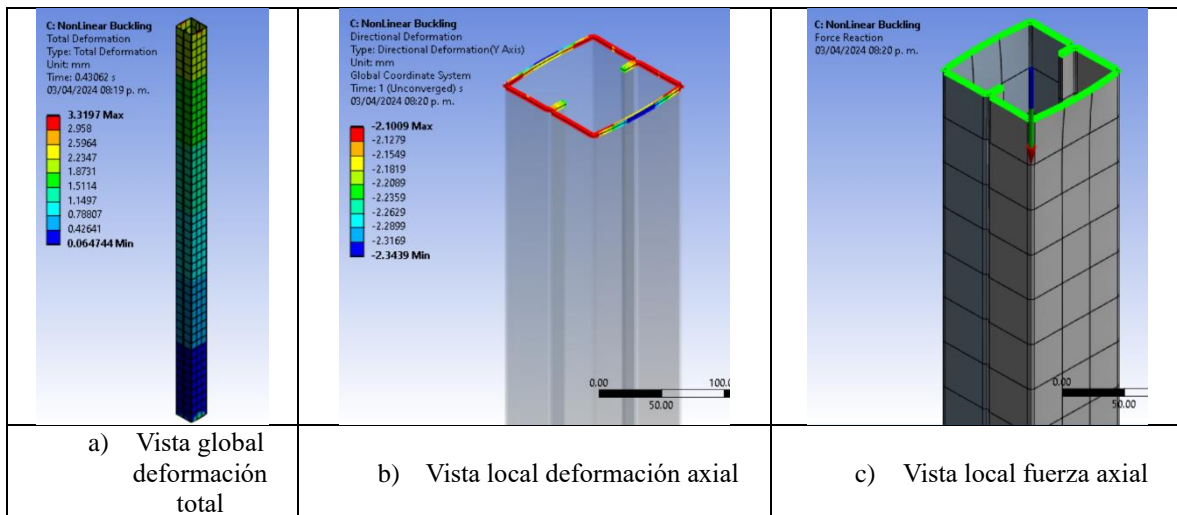 C: NonLinear Buckling
Total Deformation
Type: Total Deformation
Unit: mm
Time: 0.43062 s
03/04/2024 08:19 p. m.
3.3197 Max
2.958
2.5964
2.2347
1.8731
1.5114
1.1497
0.78807
0.42641
0.064744 Min
C: NonLinear Buckling
Directional Deformation
Type: Directional Deformation(Y Axis)
Unit: mm
Global Coordinate System
Time: 1 (Unconverged) s
03/04/2024 08:20 p. m.
-2.1009 Max
-2.1279
-2.1549
-2.1819
-2.2089
-2.2359
-2.2629
-2.2899
-2.3169
-2.3439 Min
0.00
100.0
50.00
C: NonLinear Buckling
Force Reaction
03/04/2024 08:20 p. m.
0.00
50.00
a) Vista global
deformación
total
b) Vista local deformación axial
c) Vista local fuerza axial